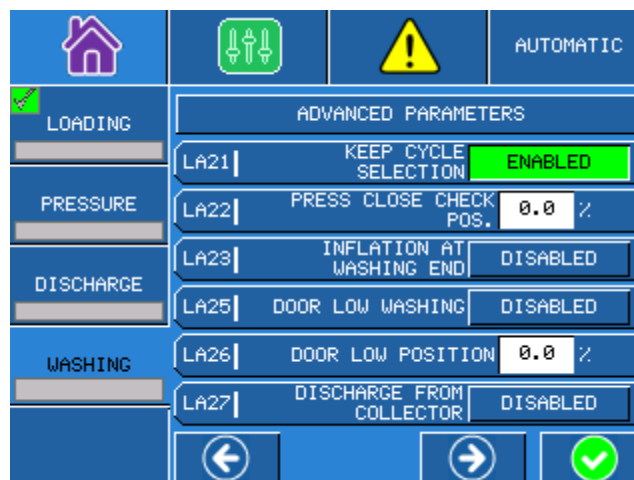 AUTOMATIC
LOADING
PRESSURE
DISCHARGE
WASHING
ADVANCED PARAMETERS
LA21 KEEP CYCLE
SELECTION ENABLED
LA22 PRESS CLOSE CHECK
POS. 0.0 %
LA23 INFLATION AT
WASHING END DISABLED
LA25 DOOR LOW WASHING DISABLED
LA26 DOOR LOW POSITION 0.0 %
LA27 DISCHARGE FROM
COLLECTOR DISABLED